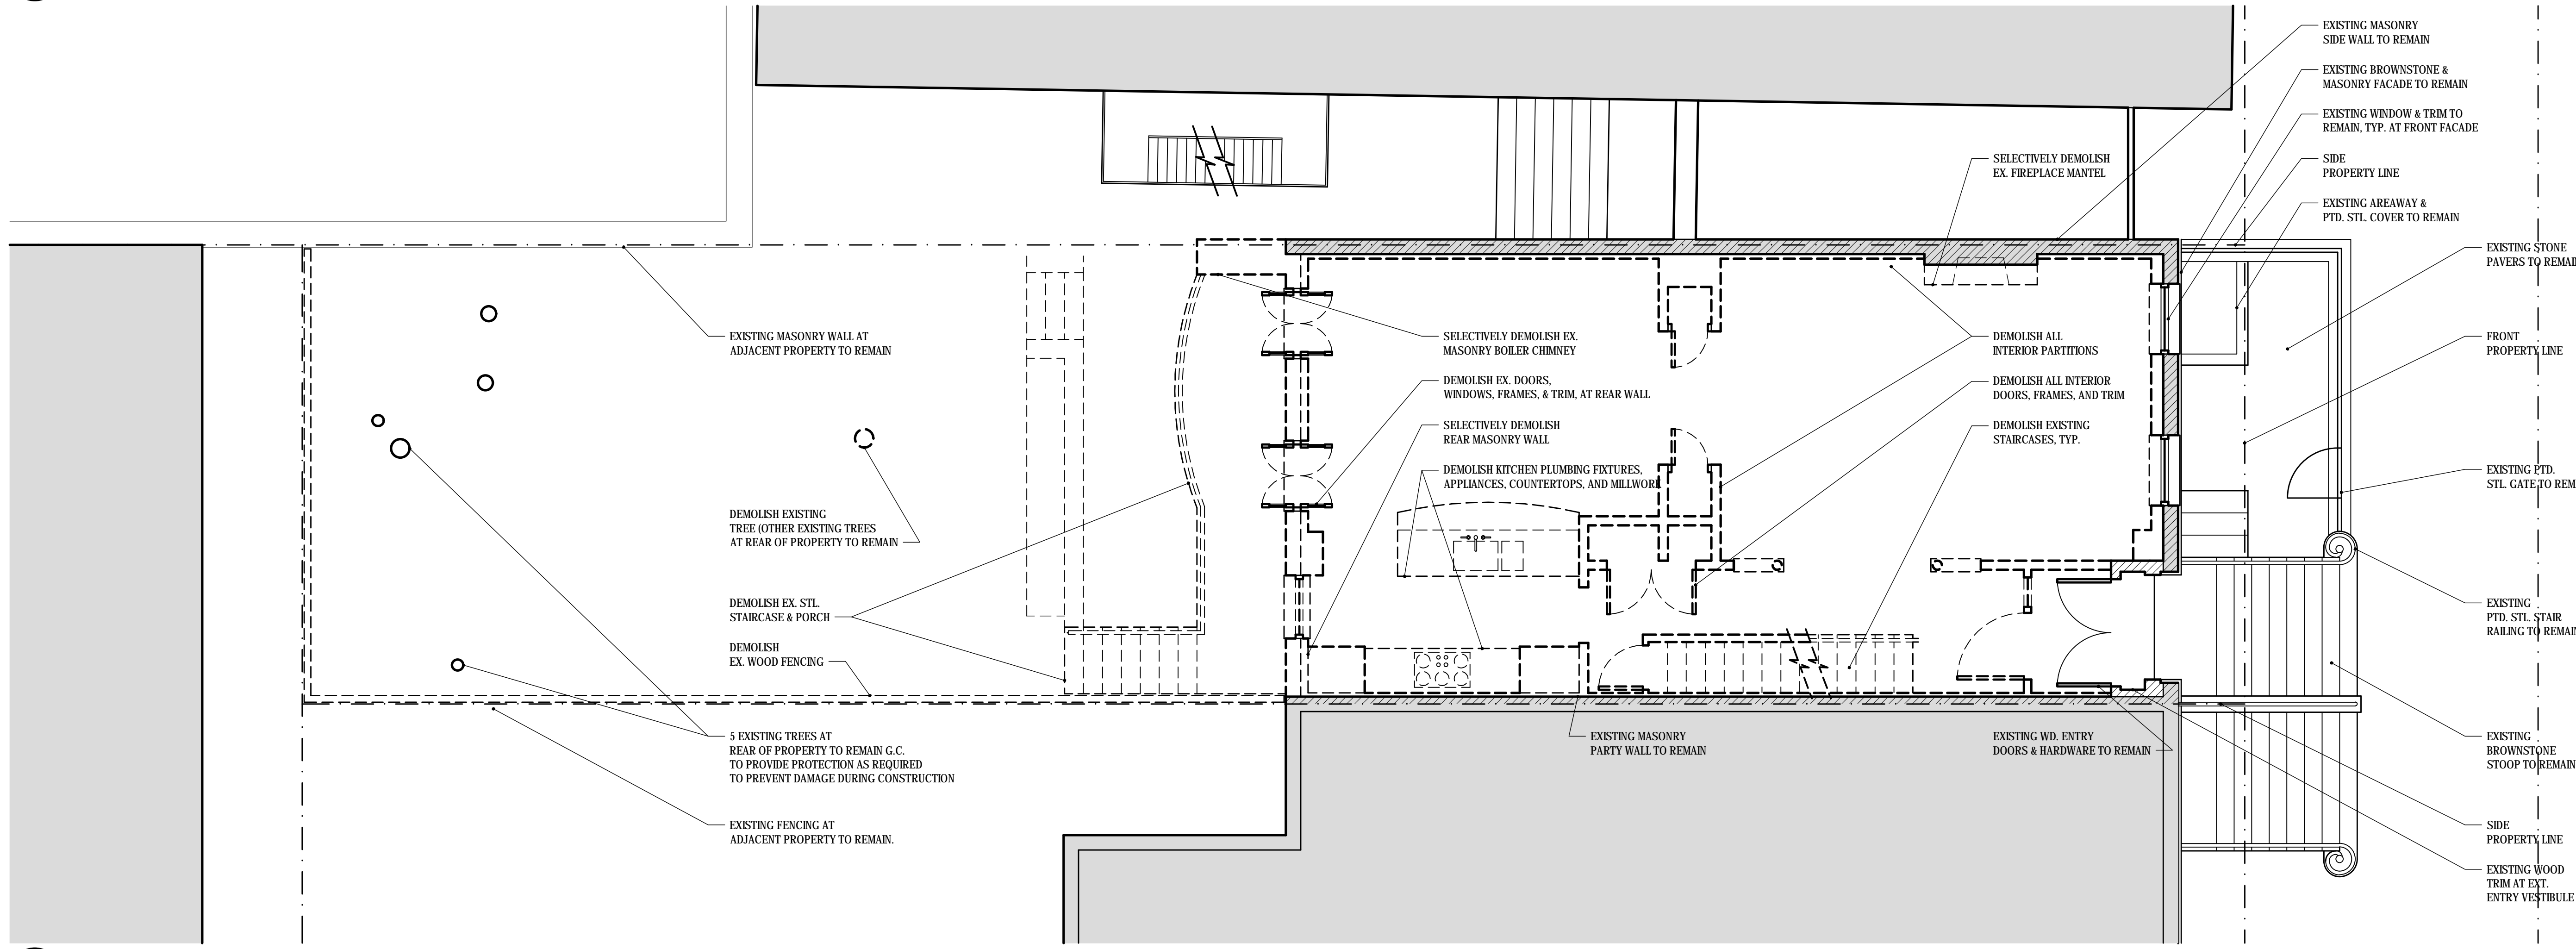 EXISTING MASONRY
SIDE WALL TO REMAIN
EXISTING BROWNSTONE &
MASONRY FACADE TO REMAIN
EXISTING WINDOW & TRIM TO
REMAIN, TYP. AT FRONT FACADE
SIDE
PROPERTY LINE
EXISTING AREAWAY &
PTD. STL. COVER TO REMAIN
EXISTING STONE
PAVERS TO REMAIN
FRONT
PROPERTY LINE
EXISTING PTD.
STL. GATE TO REM
EXISTING
PTD. STL. STAIR
RAILING TO REMAIN
EXISTING
BROWNSTONE
STOOP TO REMAIN
SIDE
PROPERTY LINE
EXISTING WOOD
TRIM AT EXT.
ENTRY VESTIBULE
SELECTIVELY DEMOLISH
EX. FIREPLACE MANTEL
DEMOLISH ALL
INTERIOR PARTITIONS
DEMOLISH ALL INTERIOR
DOORS, FRAMES, AND TRIM
DEMOLISH EXISTING
STAIRCASES, TYP.
EXISTING WD. ENTRY
DOORS & HARDWARE TO REMAIN
SELECTIVELY DEMOLISH EX.
MASONRY BOILER CHIMNEY
DEMOLISH EX. DOORS,
WINDOWS, FRAMES, & TRIM, AT REAR WALL
SELECTIVELY DEMOLISH
REAR MASONRY WALL
DEMOLISH KITCHEN PLUMBING FIXTURES,
APPLIANCES, COUNTERTOPS, AND MILLWORK
EXISTING MASONRY
PARTY WALL TO REMAIN
EXISTING MASONRY WALL AT
ADJACENT PROPERTY TO REMAIN
DEMOLISH EXISTING
TREE (OTHER EXISTING TREES
AT REAR OF PROPERTY TO REMAIN
DEMOLISH EX. STL.
STAIRCASE & PORCH
DEMOLISH
EX. WOOD FENCING
5 EXISTING TREES AT
REAR OF PROPERTY TO REMAIN G.C.
TO PROVIDE PROTECTION AS REQUIRED
TO PREVENT DAMAGE DURING CONSTRUCTION
EXISTING FENCING AT
ADJACENT PROPERTY TO REMAIN.